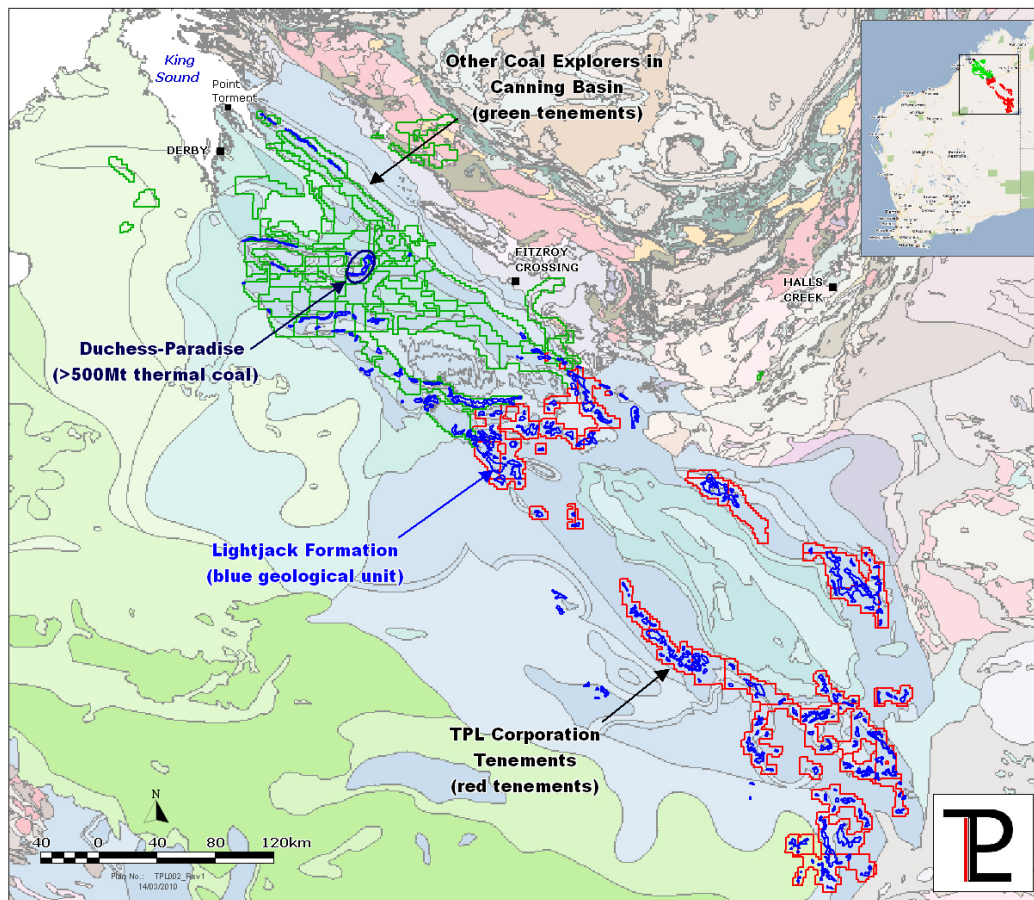 King
Sound
Point
Torment
DERBY
Other Coal Explorers in
Canning Basin
(green tenements)
FITZROY
CROSSING
HALLS
CREEK
Duchess-Paradise
(>500Mt thermal coal)
Lightjack Formation
(blue geological unit)
TPL Corporation
Tenements
(red tenements)
N
40 0 40 80 120km
Plan No.: TPL002_Rev1
14/03/2010
TPL